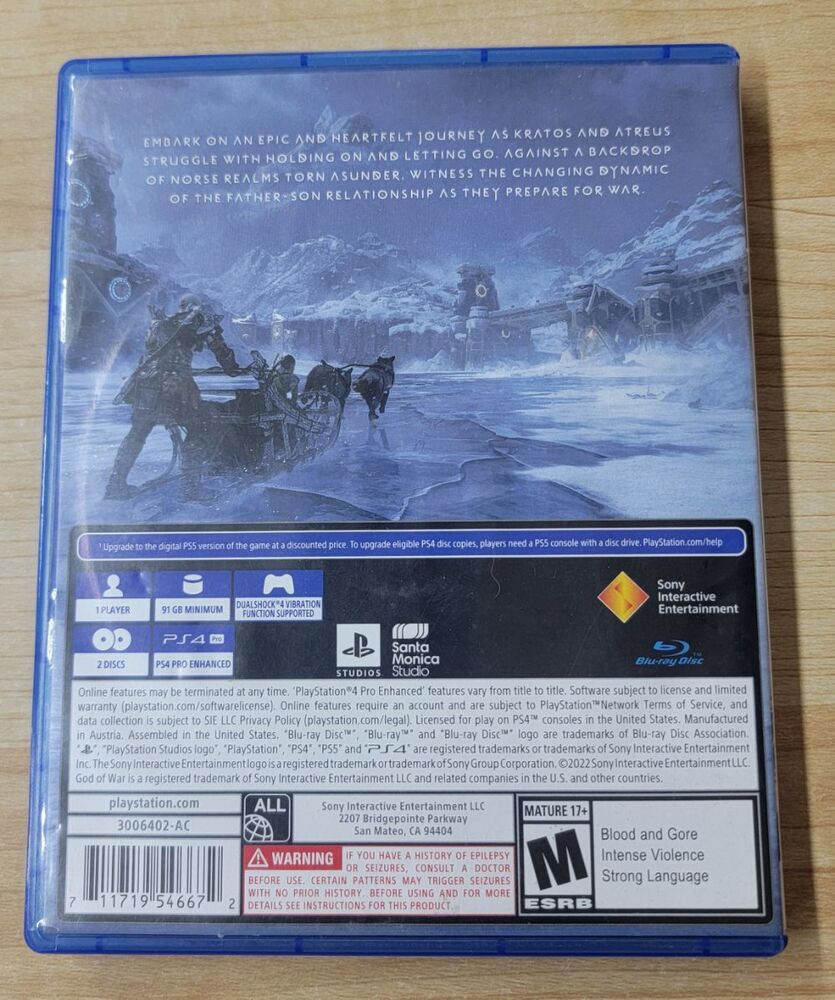 EMBARK ON AN EPIC AND HEARTFELT JOURNEY AS KRATOS AND ATREUS
STRUGGLE WITH HOLDING ON AND LETTING GO. AGAINST A BACKDROP
OF NORSE REALMS TORN ASUNDER, WITNESS THE CHANGING DYNAMIC
OF THE FATHER-SON RELATIONSHIP AS THEY PREPARE FOR WAR.
¹ Upgrade to the digital PS5 version of the game at a discounted price. To upgrade eligible PS4 disc copies, players need a PS5 console with a disc drive. PlayStation.com/help
1 PLAYER
91 GB MINIMUM
DUALSHOCK®4 VIBRATION
FUNCTION SUPPORTED
2 DISCS
PS4 Pro
PS4 PRO ENHANCED
STUDIOS
Santa
Monica
Studio
Sony
Interactive
Entertainment
Blu-ray Disc™
Online features may be terminated at any time. 'PlayStation®4 Pro Enhanced' features vary from title to title. Software subject to license and limited
warranty (playstation.com/softwarelicense). Online features require an account and are subject to PlayStation™Network Terms of Service, and
data collection is subject to SIE LLC Privacy Policy (playstation.com/legal). Licensed for play on PS4™ consoles in the United States. Manufactured
in Austria. Assembled in the United States. "Blu-ray Disc™", "Blu-ray™" and "Blu-ray Disc™" logo are trademarks of Blu-ray Disc Association.
" ", "PlayStation Studios logo", "PlayStation", "PS4", "PS5" and "PS4" are registered trademarks or trademarks of Sony Interactive Entertainment
Inc. The Sony Interactive Entertainment logo is a registered trademark or trademark of Sony Group Corporation. ©2022 Sony Interactive Entertainment LLC.
God of War is a registered trademark of Sony Interactive Entertainment LLC and related companies in the U.S. and other countries.
playstation.com
3006402-AC
ALL
Sony Interactive Entertainment LLC
2207 Bridgepointe Parkway
San Mateo, CA 94404
WARNING IF YOU HAVE A HISTORY OF EPILEPSY
OR SEIZURES, CONSULT A DOCTOR
BEFORE USE. CERTAIN PATTERNS MAY TRIGGER SEIZURES
WITH NO PRIOR HISTORY. BEFORE USING AND FOR MORE
DETAILS SEE INSTRUCTIONS FOR THIS PRODUCT.
MATURE 17+
M
ESRB
Blood and Gore
Intense Violence
Strong Language
7 11719 54667 2